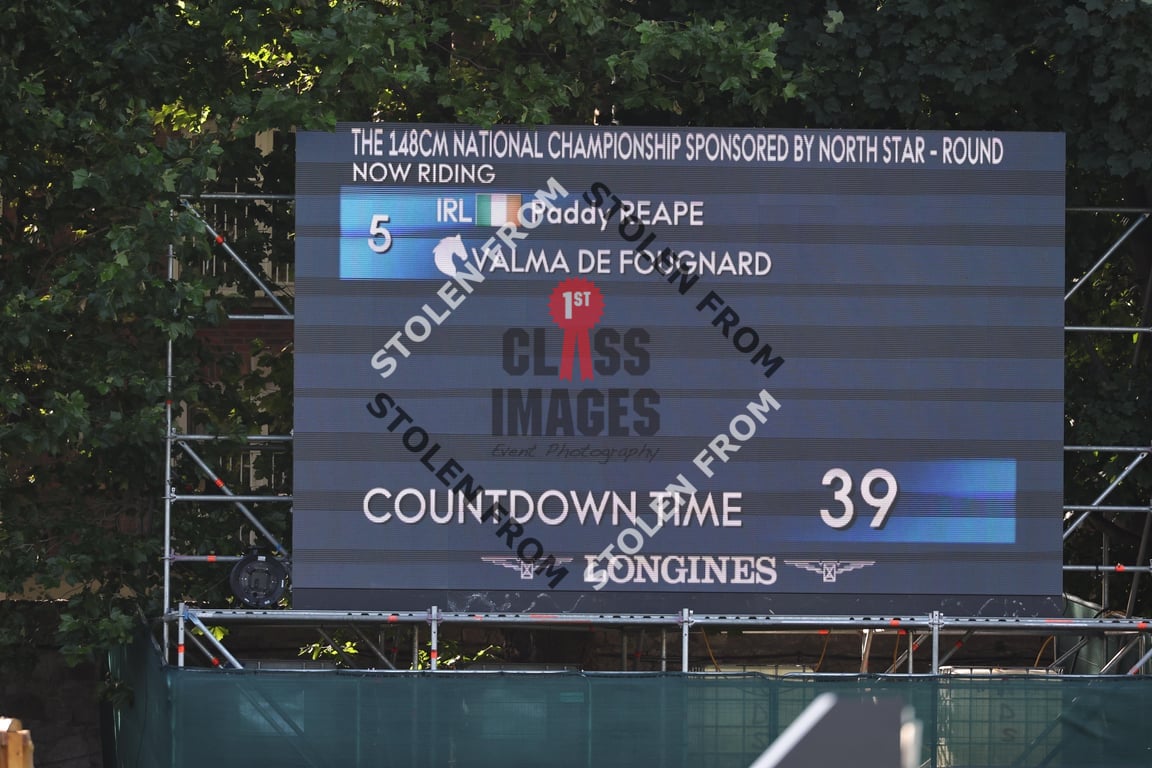 THE 148CM NATIONAL CHAMPIONSHIP SPONSORED BY NORTH STAR - ROUND
NOW RIDING
5
IRL Paddy REAPE
VALMA DE FOUGNARD
STOLEN FROM
STOLEN FROM
1ST
CLASS
IMAGES
Event Photography
STOLEN FROM
STOLEN FROM
COUNTDOWN TIME 39
LONGINES